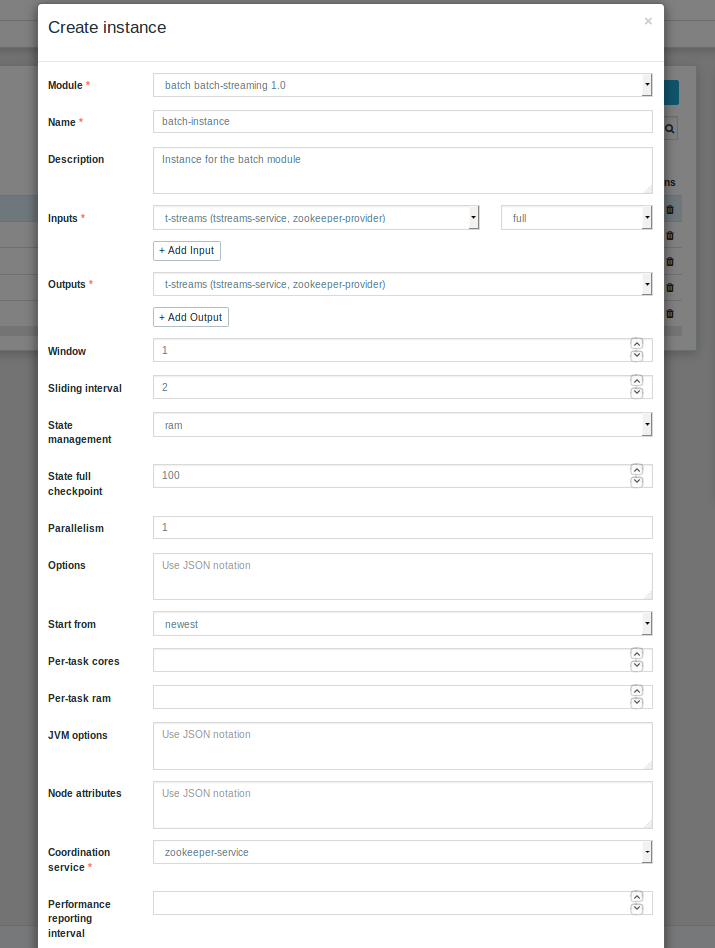 Create instance ×
Module * batch batch-streaming 1.0
Name * batch-instance
Description Instance for the batch module
ns
Inputs * t-streams (tstreams-service, zookeeper-provider) full
+ Add Input
Outputs * t-streams (tstreams-service, zookeeper-provider)
+ Add Output
Window 1
Sliding interval 2
State
management
ram
State full
checkpoint
100
Parallelism 1
Options Use JSON notation
Start from newest
Per-task cores
Per-task ram
JVM options Use JSON notation
Node attributes Use JSON notation
Coordination
service *
zookeeper-service
Performance
reporting
interval